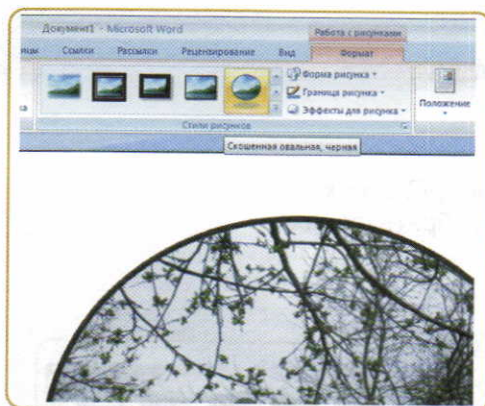 Документ1 - Microsoft Word
Работа с рисунками
Ссылки Рассылки Рецензирование Вид Формат
Форма рисунка
Граница рисунка
Эффекты для рисунка
Положение
Стили рисунков
Скошенная овальная, черная